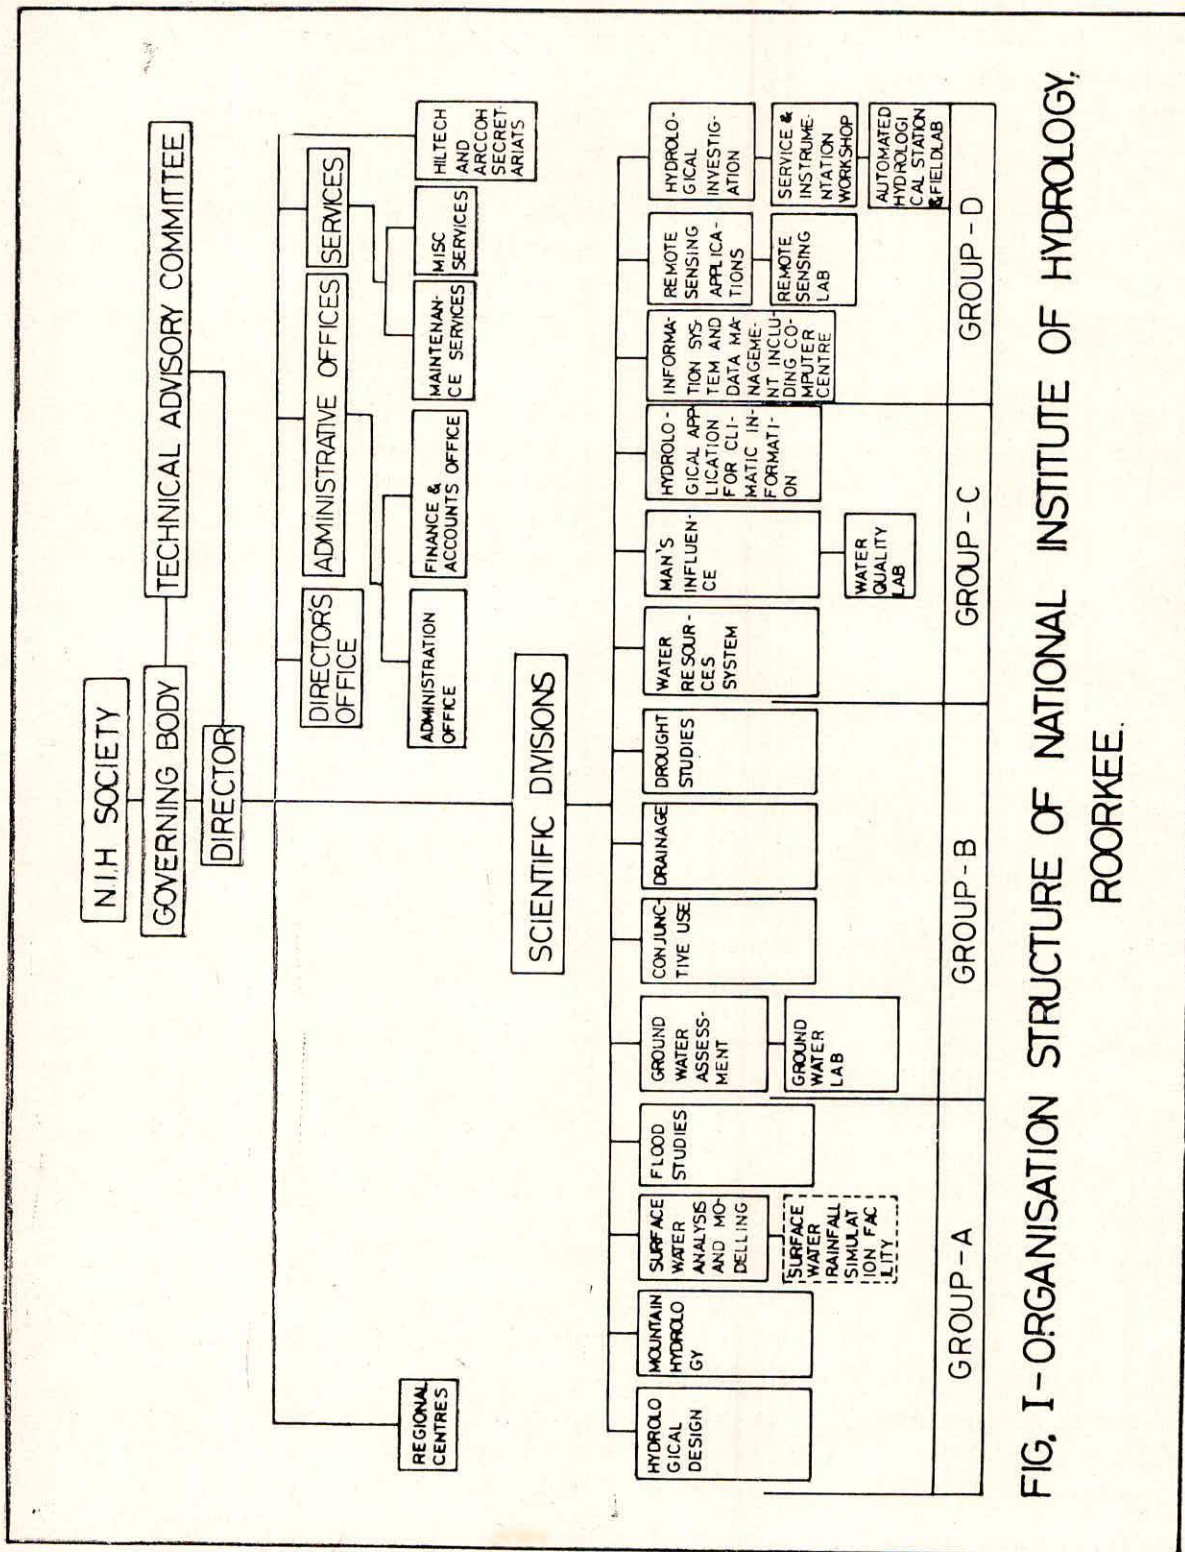 N.I.H SOCIETY
GOVERNING BODY
TECHNICAL ADVISORY COMMITTEE
DIRECTOR
DIRECTOR'S
OFFICE
ADMINISTRATIVE OFFICES
SERVICES
REGIONAL
CENTRES
ADMINISTRATION
OFFICE
FINANCE &
ACCOUNTS OFFICE
MAINTENAN-
CE SERVICES
MISC
SERVICES
HILTECH
AND
ARCCOH
SECRET-
ARIATS
SCIENTIFIC DIVISIONS
HYDROLO
GICAL
DESIGN
MOUNTAIN
HYDROLO
GY
SURFACE
WATER
ANALYSIS
AND MO-
DELLING
FLOOD
STUDIES
GROUND
WATER
ASSESS-
MENT
CONJUNC-
TIVE USE
DRAINAGE
DROUGHT
STUDIES
WATER
RESOUR-
CES
SYSTEM
MAN'S
INFLUEN-
CE
HYDROLO-
GICAL APP
LICATION
FOR CLI-
MATIC IN-
FORMATI-
ON
INFORMA-
TION SYS-
TEM AND
DATA MA-
NAGEME-
NT INCLU-
DING CO-
MPUTER
CENTRE
REMOTE
SENSING
APPLICA-
TIONS
HYDROLO-
GICAL
INVESTIG-
ATION
SURFACE
WATER
RAINFALL
SIMULAT
ION FAC
ILITY
GROUND
WATER
LAB
WATER
QUALITY
LAB
REMOTE
SENSING
LAB
SERVICE &
INSTRUME-
NTATION
WORKSHOP
AUTOMATED
HYDROLOGI
CAL STATION
& FIELDLAB
GROUP-A
GROUP-B
GROUP-C
GROUP-D
FIG. I-ORGANISATION STRUCTURE OF NATIONAL INSTITUTE OF HYDROLOGY,
ROORKEE.